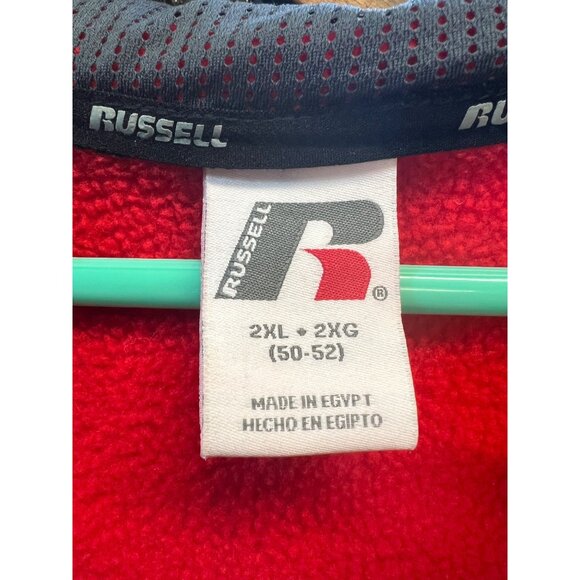 RUSSELL
RU
RUSSELL
R
®
2XL • 2XG
(50-52)
MADE IN EGYPT
HECHO EN EGIPTO